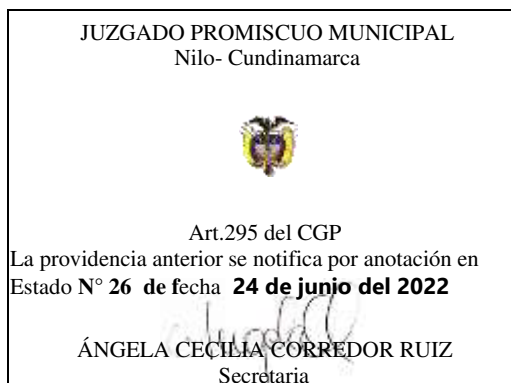 JUZGADO PROMISCUO MUNICIPAL
Nilo- Cundinamarca
Art.295 del CGP
La providencia anterior se notifica por anotación en
Estado N° 26 de fecha 24 de junio del 2022
ÁNGELA CECILIA CORREDOR RUIZ
Secretaria